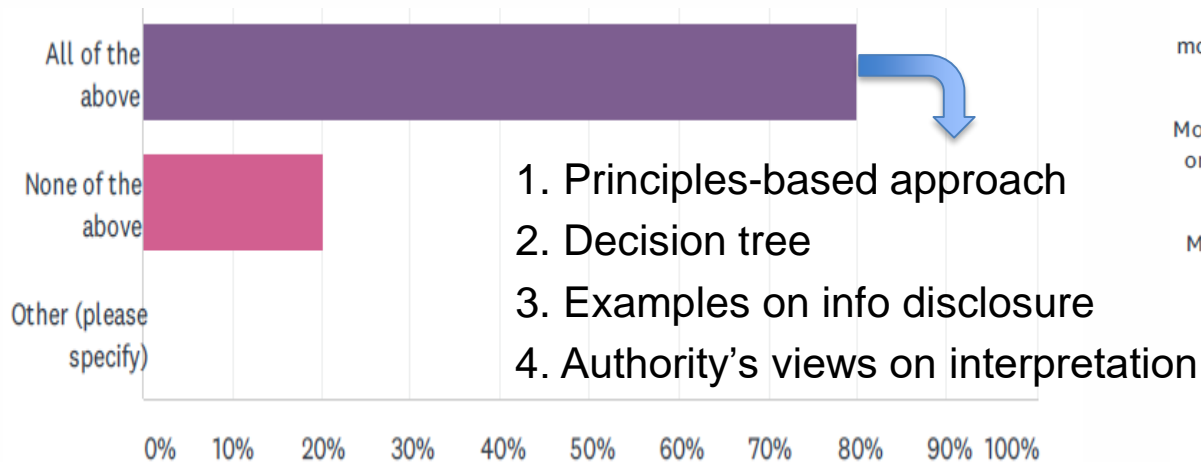 All of the
above
None of the
above
Other (please
specify)
1. Principles-based approach
2. Decision tree
3. Examples on info disclosure
4. Authority’s views on interpretation
0% 10% 20% 30% 40% 50% 60% 70% 80% 90% 100%